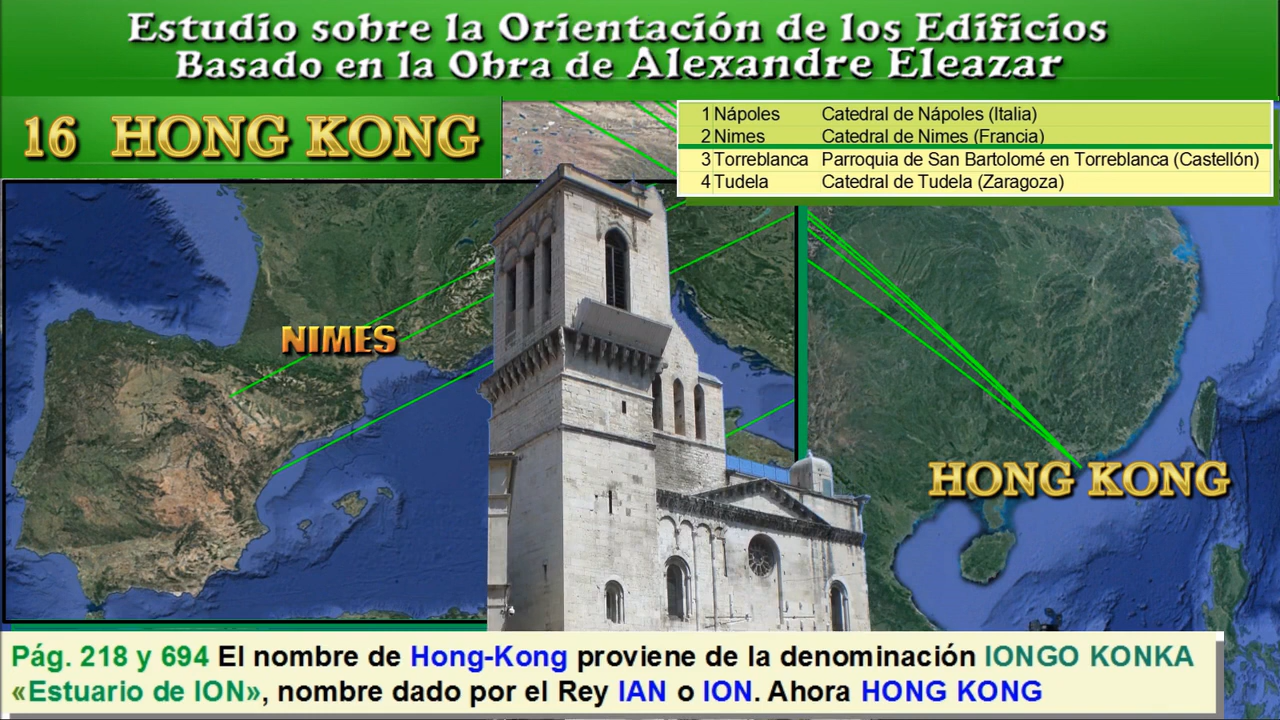 Estudio sobre la Orientación de los Edificios
Basado en la Obra de Alexandre Eleazar
16 HONG KONG
1 Nápoles Catedral de Nápoles (Italia)
2 Nimes Catedral de Nimes (Francia)
3 Torreblanca Parroquia de San Bartolomé en Torreblanca (Castellón)
4 Tudela Catedral de Tudela (Zaragoza)
NIMES
HONG KONG
Pág. 218 y 694 El nombre de Hong-Kong proviene de la denominación IONGO KONKA
«Estuario de ION», nombre dado por el Rey IAN o ION. Ahora HONG KONG